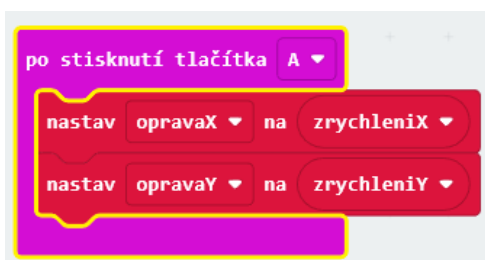 po stisknutí tlačítka A
nastav opravaX na zrychleniX
nastav opravaY na zrychleniY